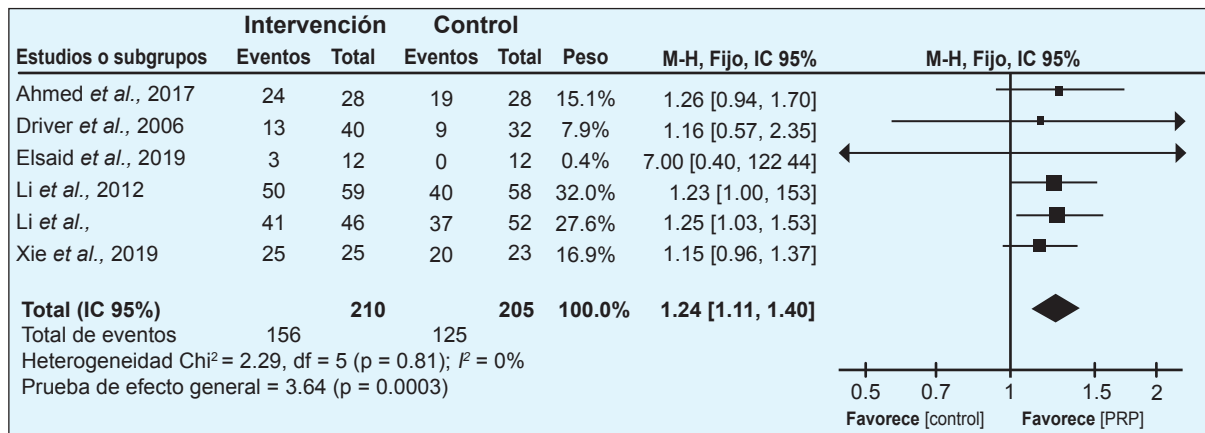 Intervención Control
Estudios o subgrupos Eventos Total Eventos Total Peso M-H, Fijo, IC 95% M-H, Fijo, IC 95%
Ahmed et al., 2017 24 28 19 28 15.1% 1.26 [0.94, 1.70]
Driver et al., 2006 13 40 9 32 7.9% 1.16 [0.57, 2.35]
Elsaid et al., 2019 3 12 0 12 0.4% 7.00 [0.40, 122 44]
Li et al., 2012 50 59 40 58 32.0% 1.23 [1.00, 153]
Li et al., 41 46 37 52 27.6% 1.25 [1.03, 1.53]
Xie et al., 2019 25 25 20 23 16.9% 1.15 [0.96, 1.37]
Total (IC 95%) 210 205 100.0% 1.24 [1.11, 1.40]
Total de eventos 156 125
Heterogeneidad Chi² = 2.29, df = 5 (p = 0.81); I² = 0%
Prueba de efecto general = 3.64 (p = 0.0003)
0.5 0.7 1 1.5 2
Favorece [control] Favorece [PRP]